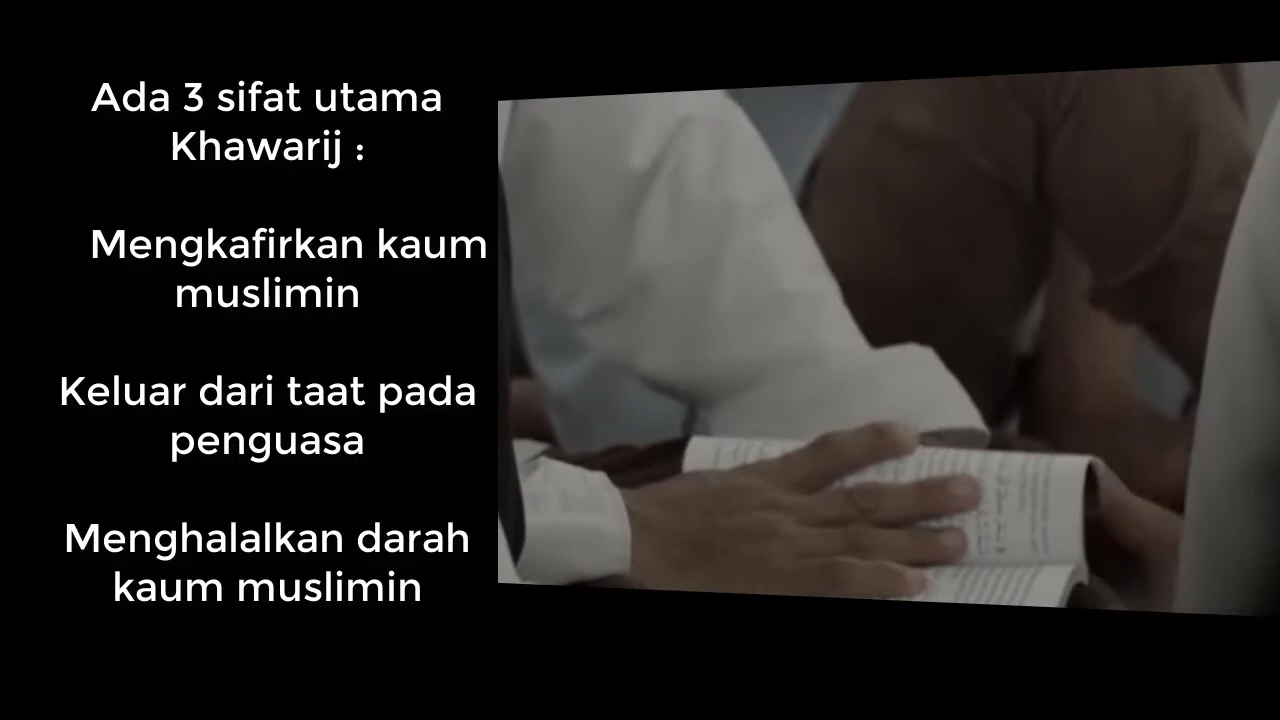 Ada 3 sifat utama
Khawarij :
Mengkafirkan kaum
muslimin
Keluar dari taat pada
penguasa
Menghalalkan darah
kaum muslimin